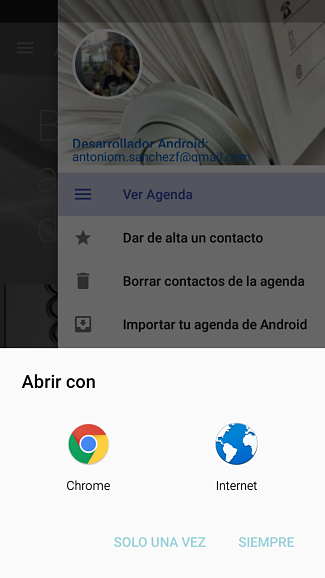 Desarrollador Android:
antoniom.sanchezf@gmail.com
Ver Agenda
Dar de alta un contacto
Borrar contactos de la agenda
Importar tu agenda de Android
Abrir con
Chrome
Internet
SOLO UNA VEZ
SIEMPRE